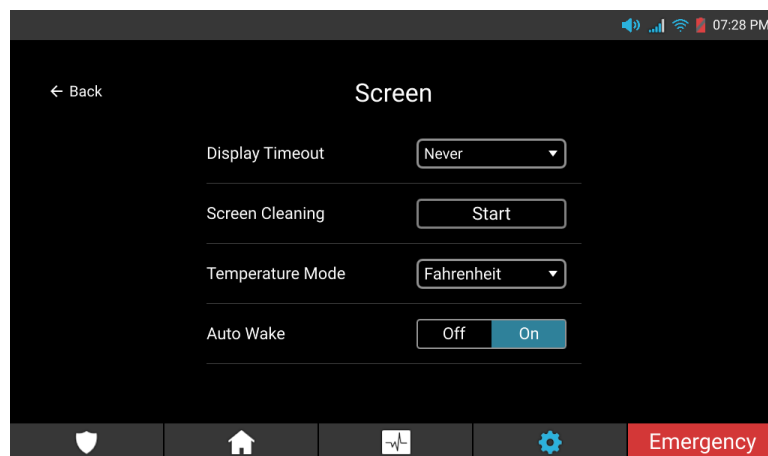 07:28 PM
Back
Screen
Display Timeout
Never
Screen Cleaning
Start
Temperature Mode
Fahrenheit
Auto Wake
Off
On
Emergency